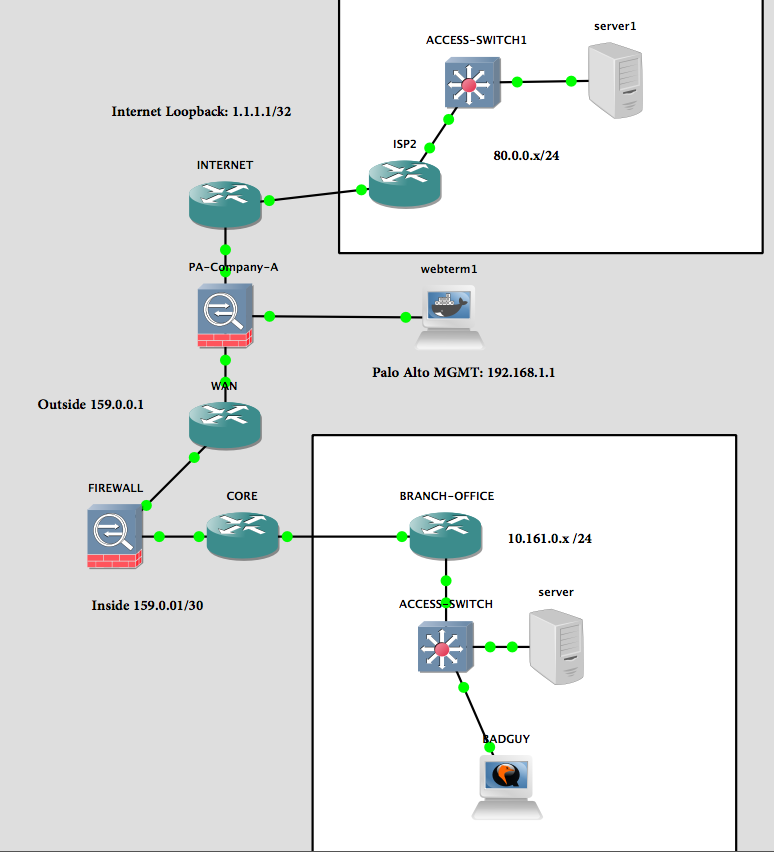 server1
ACCESS-SWITCH1
Internet Loopback: 1.1.1.1/32
ISP2
80.0.0.x/24
INTERNET
PA-Company-A
webterm1
Palo Alto MGMT: 192.168.1.1
WAN
Outside 159.0.0.1
FIREWALL
CORE
BRANCH-OFFICE
10.161.0.x /24
server
ACCESS-SWITCH
Inside 159.0.01/30
BADGUY